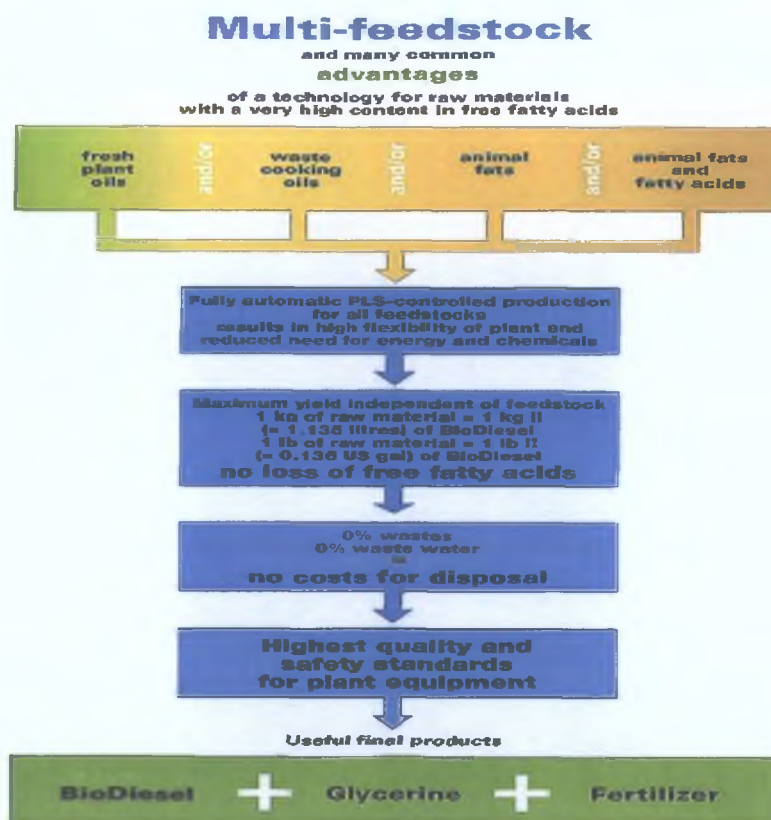 Multi-feedstock
and many common
advantages
of a technology for raw materials
with a very high content in free fatty acids
fresh plant oils
and/or
waste cooking oils
and/or
animal fats
and/or
animal fats and fatty acids
Fully automatic PLS-controlled production
for all feedstocks
results in high flexibility of plant and
reduced need for energy and chemicals
Maximum yield independent of feedstock
1 kg of raw material = 1 kg !!
(= 1.136 litres) of BioDiesel
1 lb of raw material = 1 lb !!
(= 0.136 US gal) of BioDiesel
no loss of free fatty acids
0% wastes
0% waste water
=
no costs for disposal
Highest quality and
safety standards
for plant equipment
Useful final products
BioDiesel + Glycerine + Fertilizer